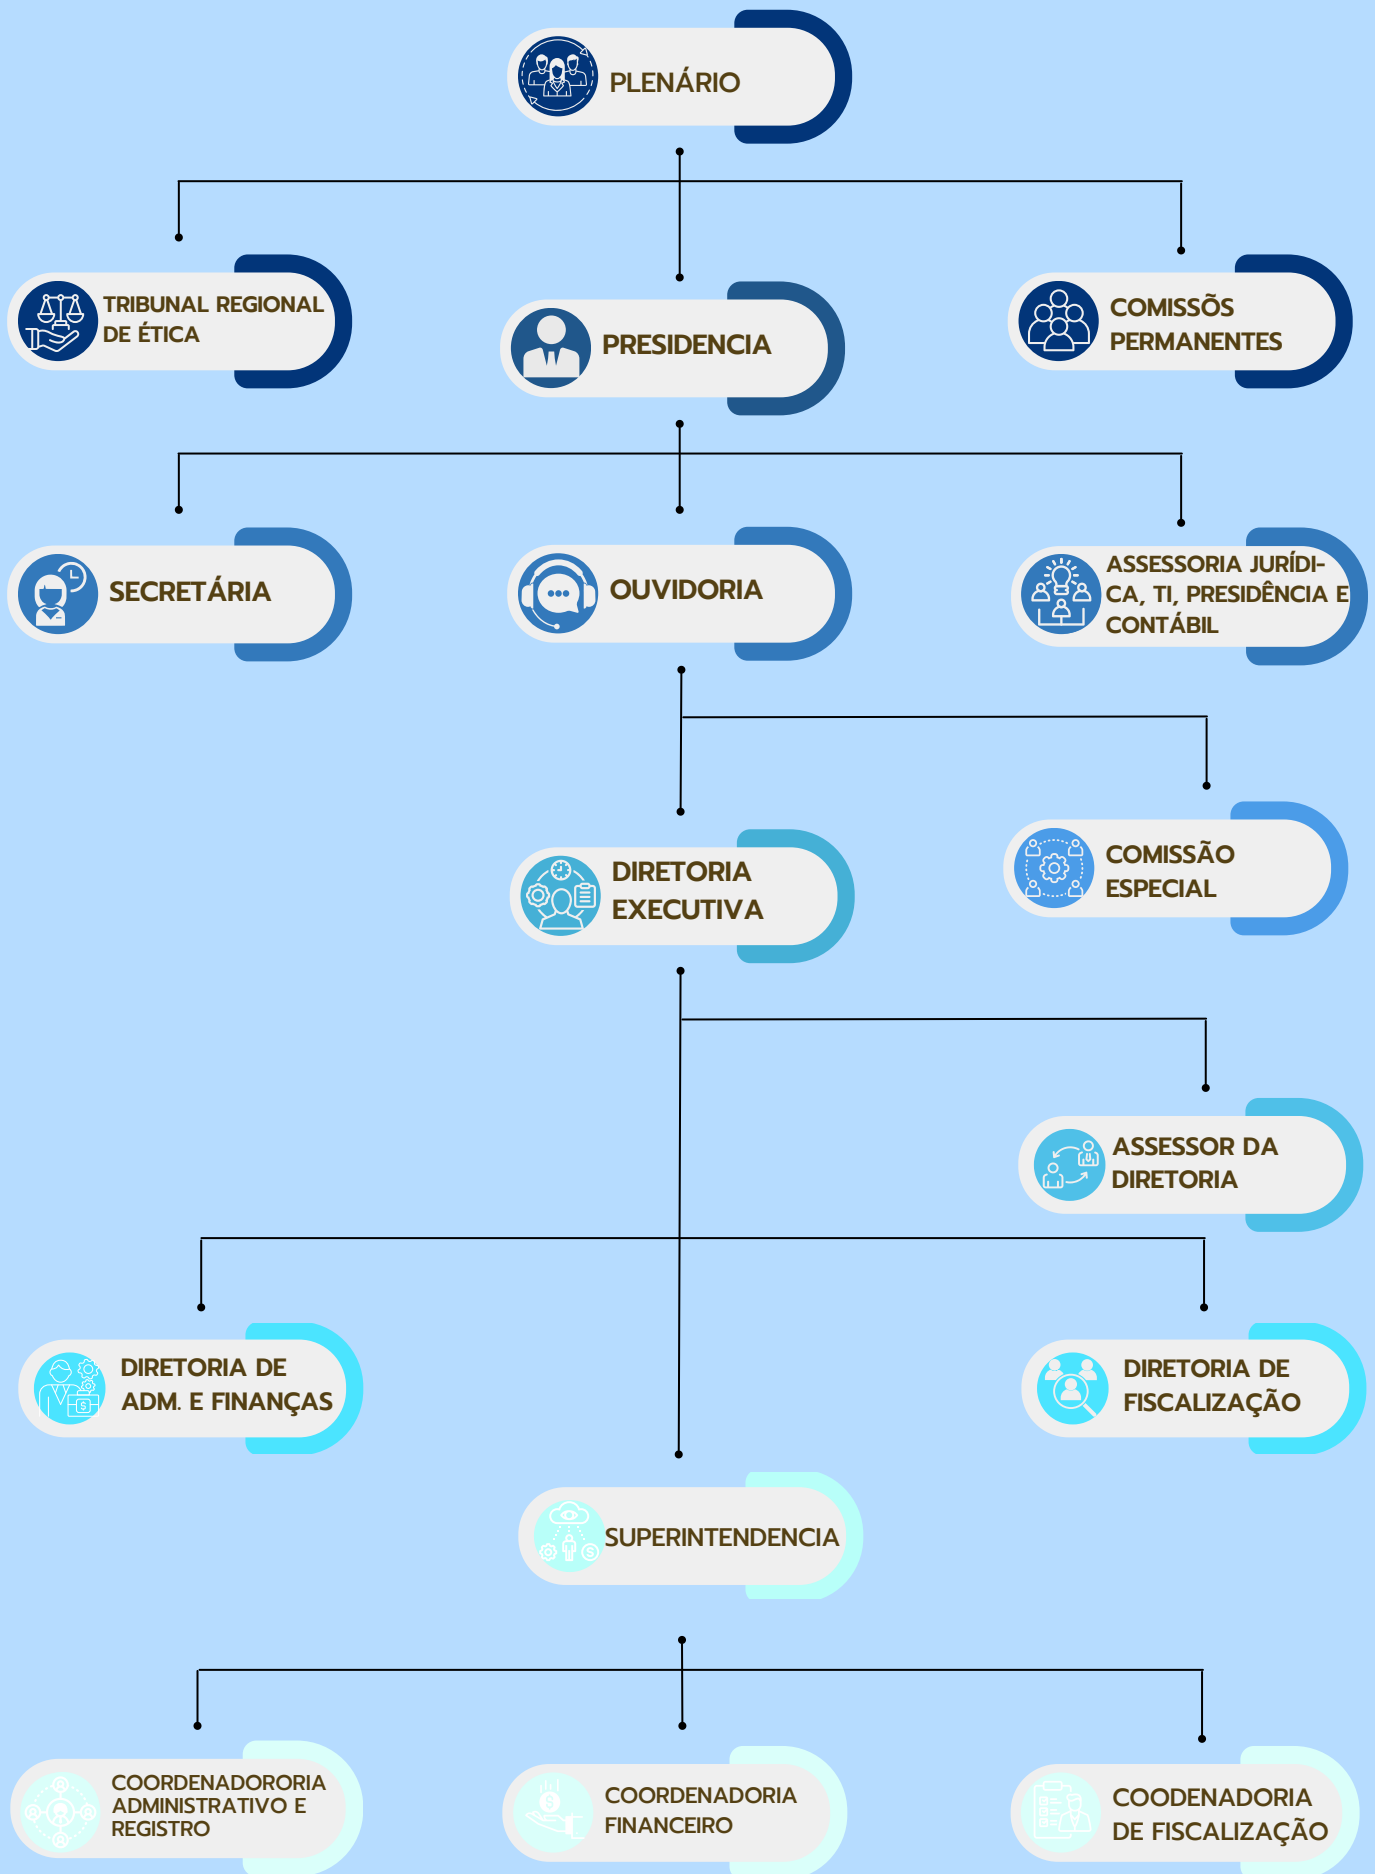 PLENÁRIO
TRIBUNAL REGIONAL
DE ÉTICA
PRESIDENCIA
COMISSÕS
PERMANENTES
SECRETÁRIA
OUVIDORIA
ASSESSORIA JURÍDI-
CA, TI, PRESIDÊNCIA E
CONTÁBIL
DIRETORIA
EXECUTIVA
COMISSÃO
ESPECIAL
ASSESSOR DA
DIRETORIA
DIRETORIA DE
ADM. E FINANÇAS
DIRETORIA DE
FISCALIZAÇÃO
SUPERINTENDENCIA
COORDENADORORIA
ADMINISTRATIVO E
REGISTRO
COORDENADORIA
FINANCEIRO
COODENADORIA
DE FISCALIZAÇÃO